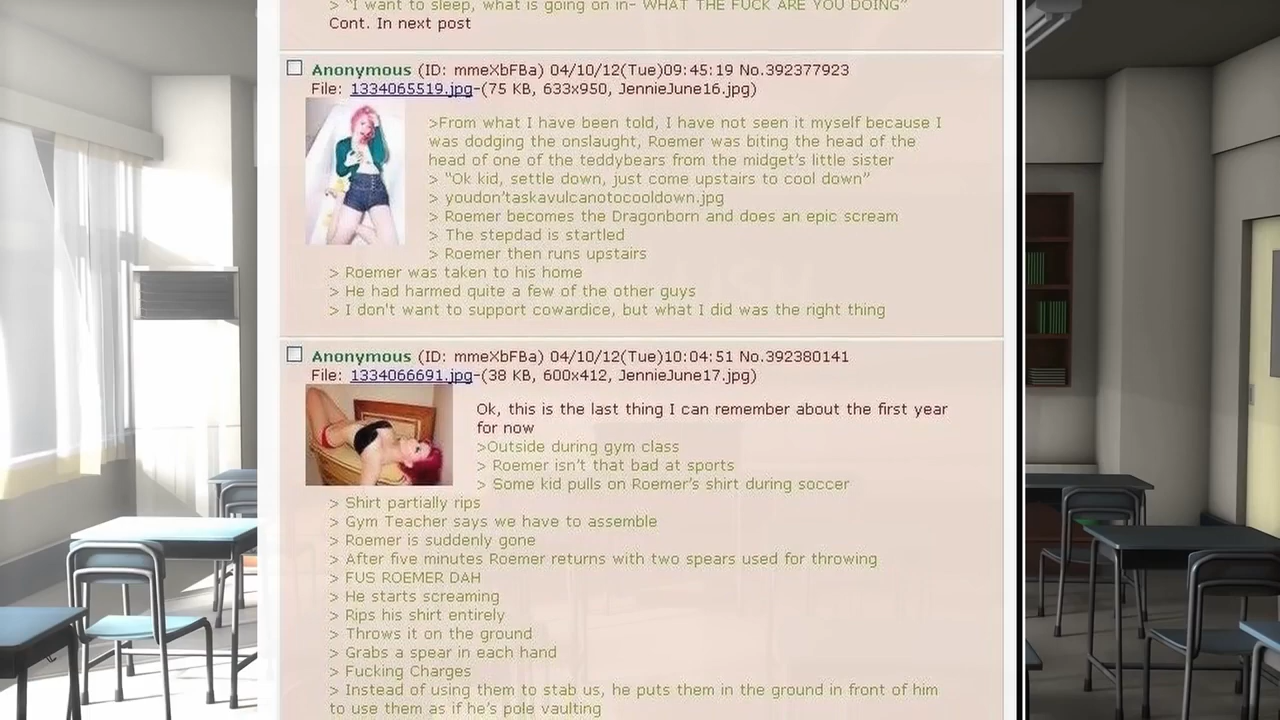 > “I want to sleep, what is going on in- WHAT THE FUCK ARE YOU DOING”
Cont. In next post
Anonymous (ID: mmeXbFBa) 04/10/12(Tue)09:45:19 No.392377923
File: 1334065519.jpg-(75 KB, 633x950, JennieJune16.jpg)
>From what I have been told, I have not seen it myself because I
was dodging the onslaught, Roemer was biting the head of the
head of one of the teddybears from the midget’s little sister
> “Ok kid, settle down, just come upstairs to cool down”
> youdon’taskavulcanotocooldown.jpg
> Roemer becomes the Dragonborn and does an epic scream
> The stepdad is startled
> Roemer then runs upstairs
> Roemer was taken to his home
> He had harmed quite a few of the other guys
> I don't want to support cowardice, but what I did was the right thing
Anonymous (ID: mmeXbFBa) 04/10/12(Tue)10:04:51 No.392380141
File: 1334066691.jpg-(38 KB, 600x412, JennieJune17.jpg)
Ok, this is the last thing I can remember about the first year
for now
>Outside during gym class
> Roemer isn’t that bad at sports
> Some kid pulls on Roemer’s shirt during soccer
> Shirt partially rips
> Gym Teacher says we have to assemble
> Roemer is suddenly gone
> After five minutes Roemer returns with two spears used for throwing
> FUS ROEMER DAH
> He starts screaming
> Rips his shirt entirely
> Throws it on the ground
> Grabs a spear in each hand
> Fucking Charges
> Instead of using them to stab us, he puts them in the ground in front of him
to use them as if he’s pole vaulting